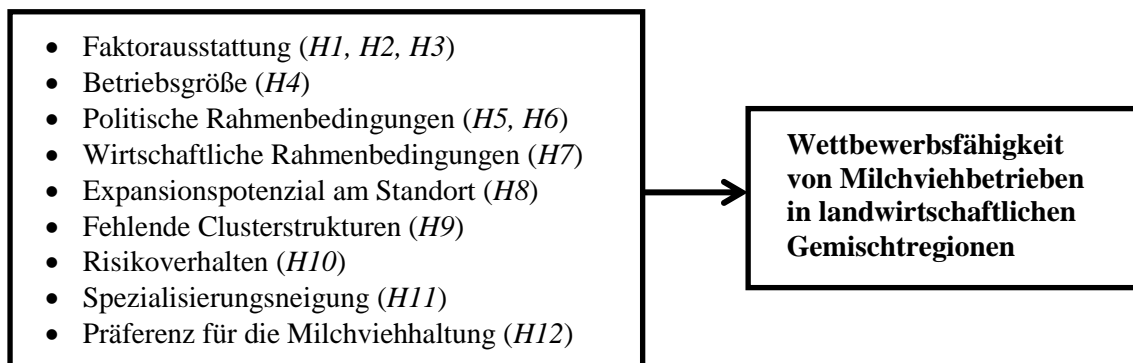 • Faktorausstattung (H1, H2, H3)
• Betriebsgröße (H4)
• Politische Rahmenbedingungen (H5, H6)
• Wirtschaftliche Rahmenbedingungen (H7)
• Expansionspotenzial am Standort (H8)
• Fehlende Clusterstrukturen (H9)
• Risikoverhalten (H10)
• Spezialisierungsneigung (H11)
• Präferenz für die Milchviehhaltung (H12)
Wettbewerbsfähigkeit
von Milchviehbetrieben
in landwirtschaftlichen
Gemischtregionen